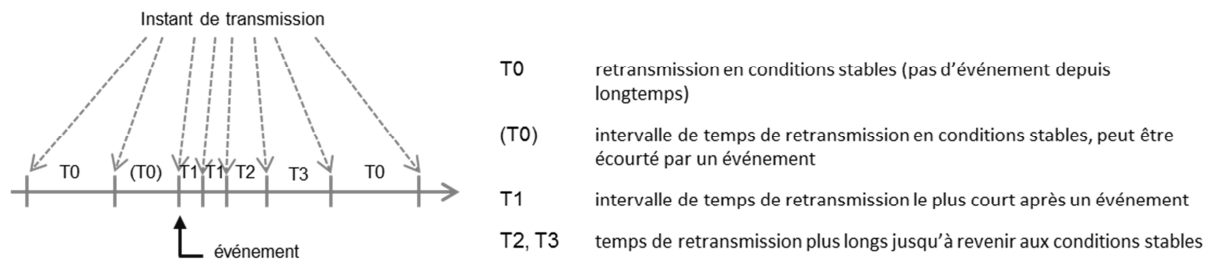 Instant de transmission
T0 (T0) T1 T1 T2 T3 T0
événement
T0 retransmission en conditions stables (pas d’événement depuis
longtemps)
(T0) intervalle de temps de retransmission en conditions stables, peut être
écourté par un événement
T1 intervalle de temps de retransmission le plus court après un événement
T2, T3 temps de retransmission plus longs jusqu’à revenir aux conditions stables